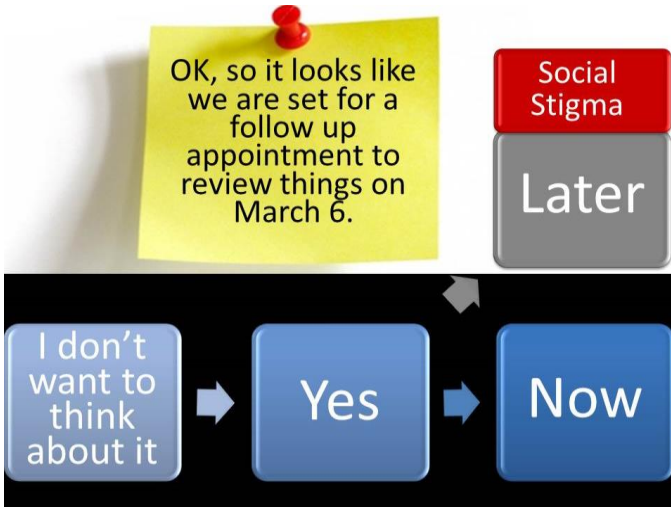 OK, so it looks like
we are set for a
follow up
appointment to
review things on
March 6.
Social
Stigma
Later
I don’t
want to
think
about it
Yes
Now